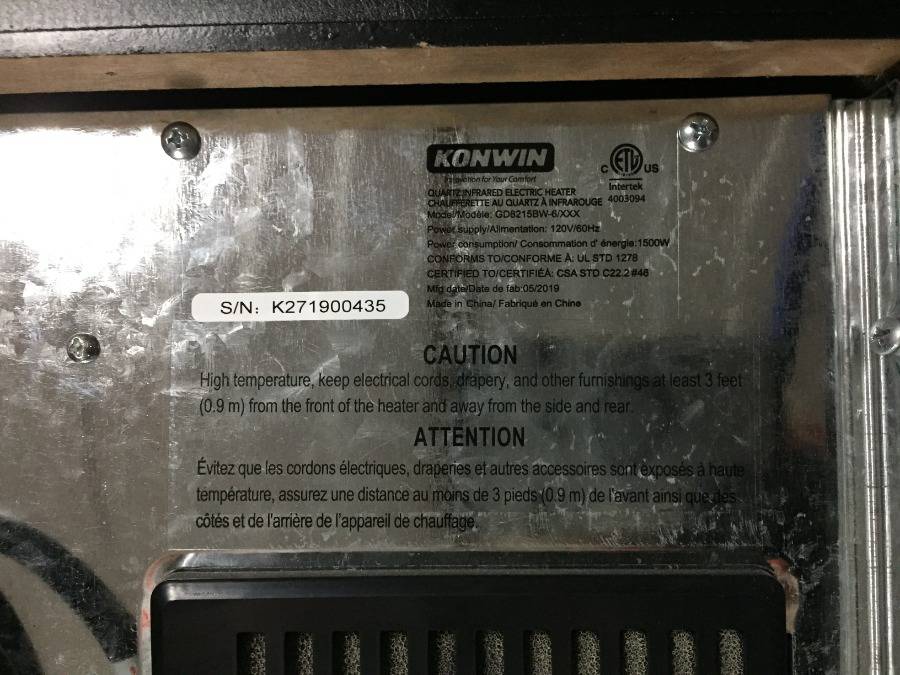 KONWIN
Innovation for Your Comfort
C ETL US
Intertek
4003094
QUARTZ INFRARED ELECTRIC HEATER
CHAUFFERETTE AU QUARTZ À INFRAROUGE
Model/Modèle: GD8215BW-6/XXX
Power supply/Alimentation: 120V/60Hz
Power consumption/ Consommation d' énergie:1500W
CONFORMS TO/CONFORME À: UL STD 1278
CERTIFIED TO/CERTIFIÉÀ: CSA STD C22.2 #46
Mfg date/Date de fab:05/2019
Made in China/ Fabriqué en Chine
S/N: K271900435
CAUTION
High temperature, keep electrical cords, drapery, and other furnishings at least 3 feet
(0.9 m) from the front of the heater and away from the side and rear.
ATTENTION
Évitez que les cordons électriques, draperies et autres accessoires sont exposés à haute
température, assurez une distance au moins de 3 pieds (0.9 m) de l'avant ainsi que des
côtés et de l'arrière de l'appareil de chauffage.